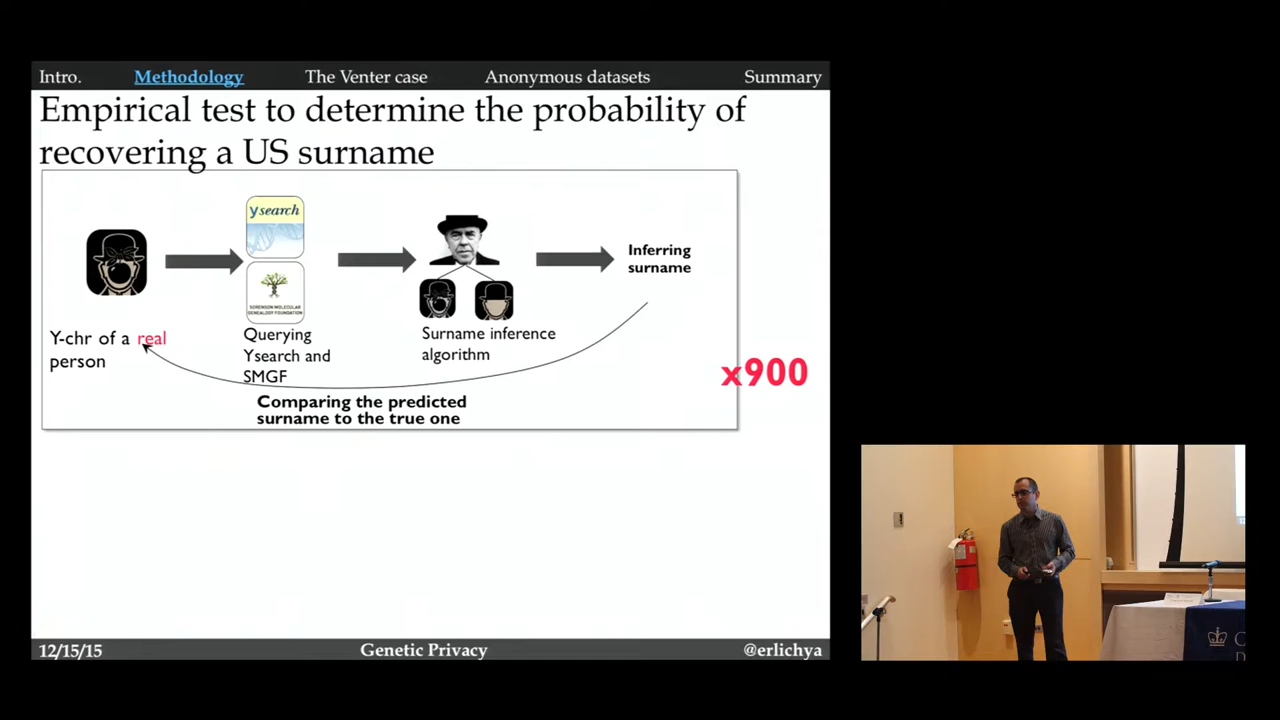 Intro. Methodology The Venter case Anonymous datasets Summary
Empirical test to determine the probability of
recovering a US surname
ysearch
SORENSON MOLECULAR
GENEALOGY FOUNDATION
Inferring
surname
Y-chr of a real
person
Querying
Ysearch and
SMGF
Surname inference
algorithm
x900
Comparing the predicted
surname to the true one
12/15/15 Genetic Privacy @erlichya